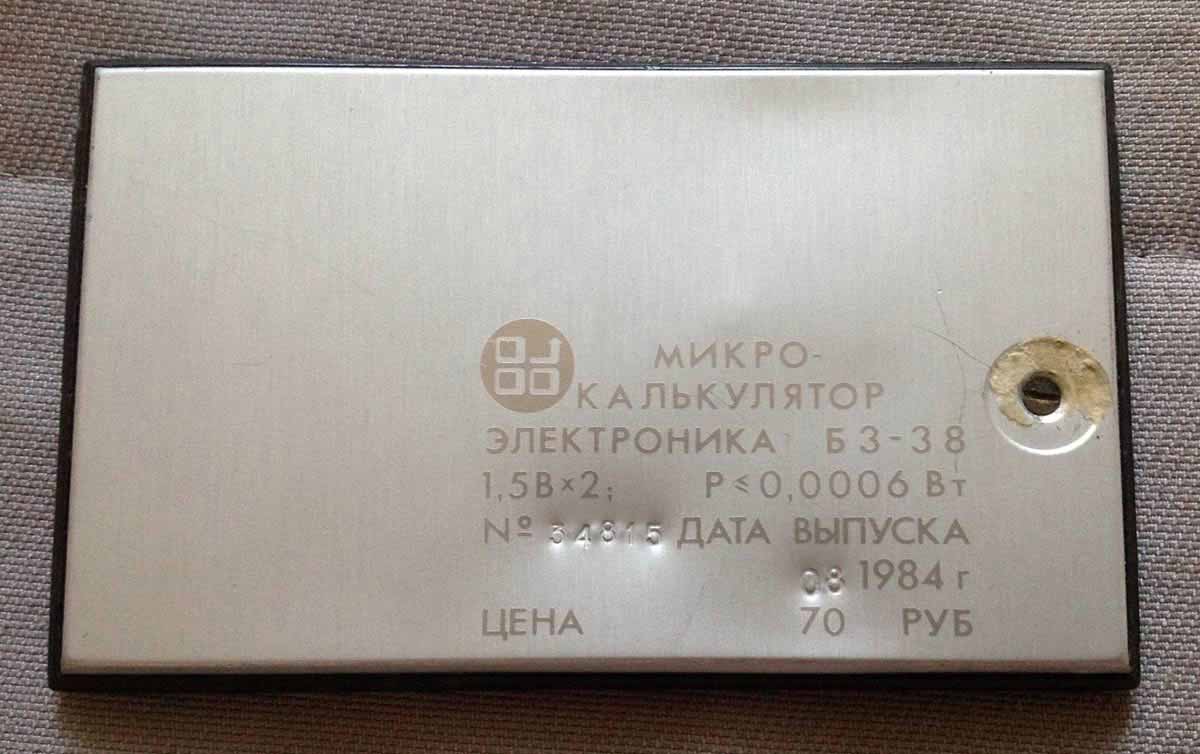 МИКРО-
КАЛЬКУЛЯТОР
ЭЛЕКТРОНИКА Б3-38
1,5В×2; Р≤0,0006 Вт
№ 34815 ДАТА ВЫПУСКА
08 1984 г
ЦЕНА 70 РУБ